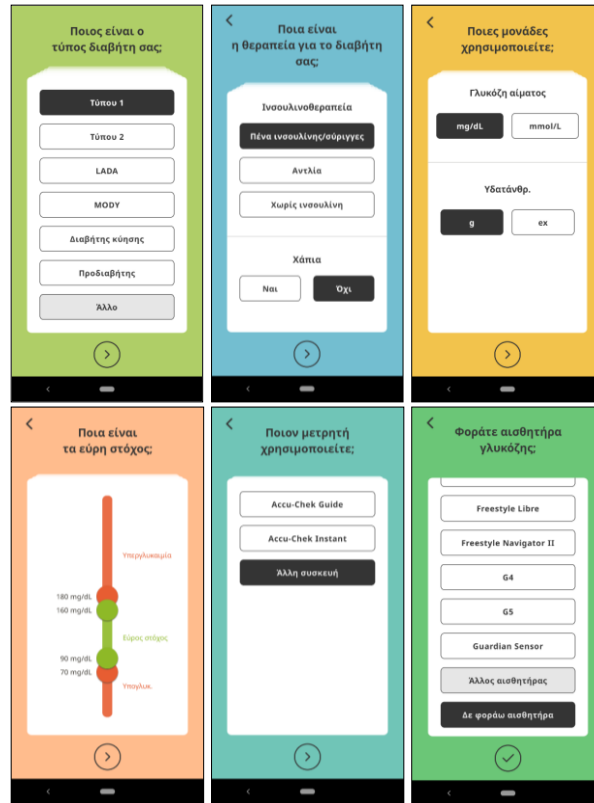 Ποιος είναι ο
τύπος διαβήτη σας;
Τύπου 1
Τύπου 2
LADA
MODY
Διαβήτης κύησης
Προδιαβήτης
Άλλο
Ποια είναι
η θεραπεία για το διαβήτη
σας;
Ινσουλινοθεραπεία
Πένα ινσουλίνης/σύριγγες
Αντλία
Χωρίς ινσουλίνη
Χάπια
Ναι Όχι
Ποιες μονάδες
χρησιμοποιείτε;
Γλυκόζη αίματος
mg/dL mmol/L
Υδατάνθρ.
g ex
Ποια είναι
τα εύρη στόχος;
Υπεργλυκαιμία
180 mg/dL
160 mg/dL
Εύρος στόχος
90 mg/dL
70 mg/dL
Υπογλυκ.
Ποιον μετρητή
χρησιμοποιείτε;
Accu-Chek Guide
Accu-Chek Instant
Άλλη συσκευή
Φοράτε αισθητήρα
γλυκόζης;
Freestyle Libre
Freestyle Navigator II
G4
G5
Guardian Sensor
Άλλος αισθητήρας
Δε φοράω αισθητήρα